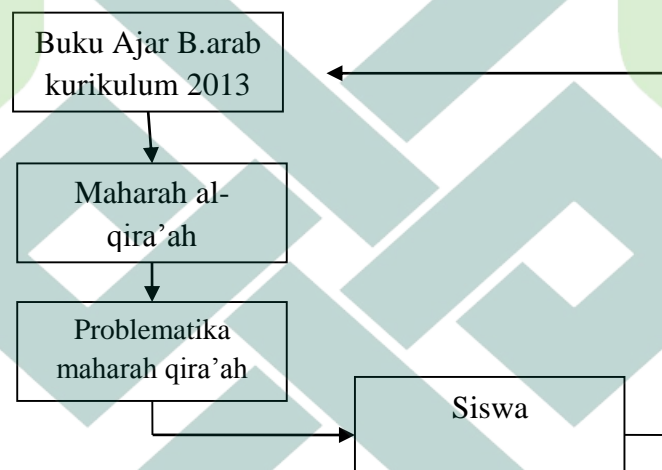 Buku Ajar B.arab
kurikulum 2013
Maharah al-
qira’ah
Problematika
maharah qira’ah
Siswa